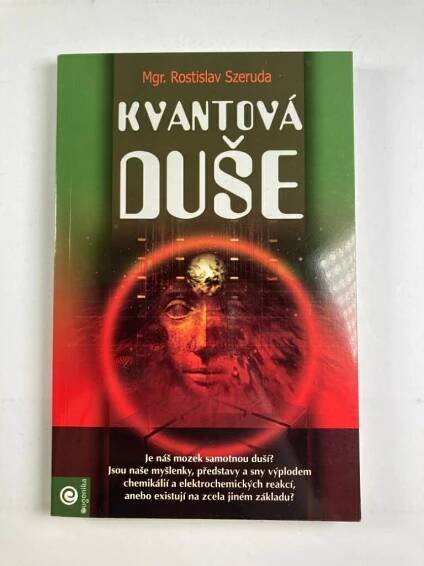 Mgr. Rostislav Szeruda
KVANTOVÁ
DUŠE
Je náš mozek samotnou duší?
Jsou naše myšlenky, představy a sny výplodem
chemikálií a elektrochemických reakcí,
anebo existují na zcela jiném základu?
eugenika